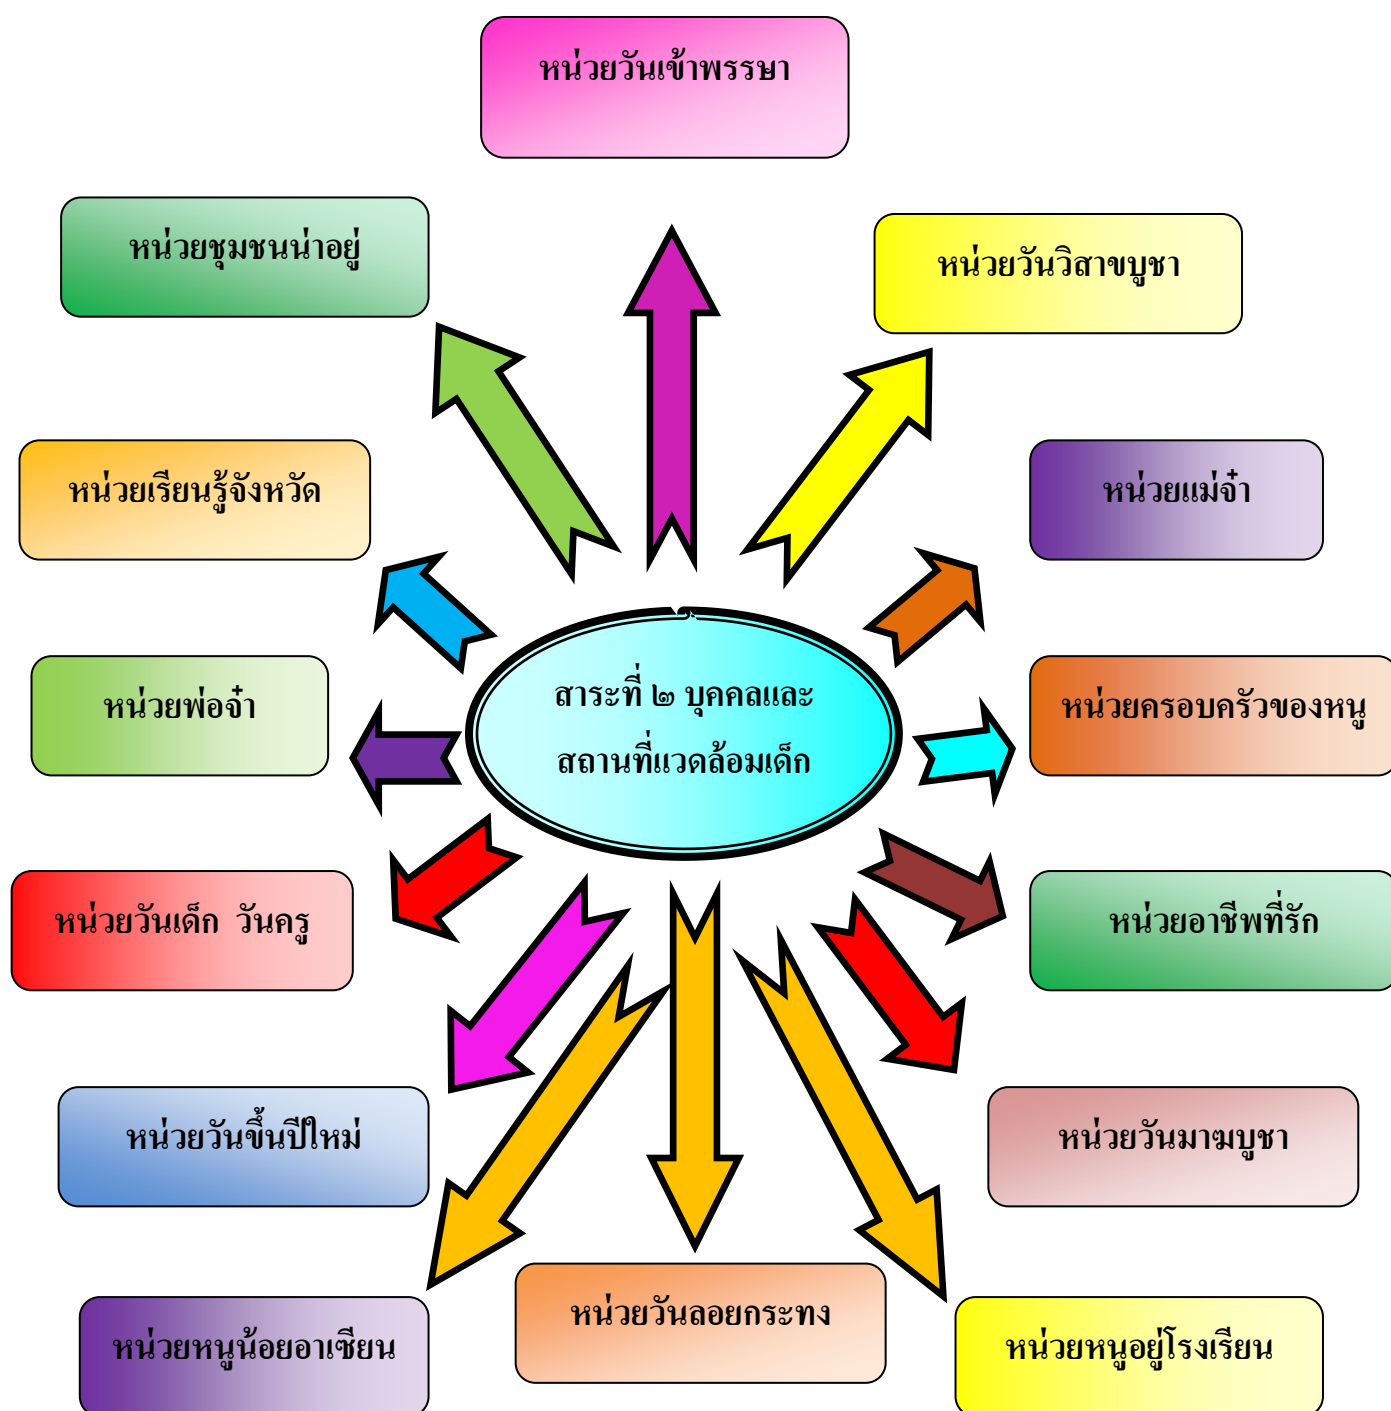 หน่วยวันเข้าพรรษา
หน่วยชุมชนน่าอยู่
หน่วยวันวิสาขบูชา
หน่วยเรียนรู้จังหวัด
หน่วยแม่จ๋า
สาระที่ ๒ บุคคลและ
สถานที่แวดล้อมเด็ก
หน่วยพ่อจ๋า
หน่วยครอบครัวของหนู
หน่วยวันเด็ก วันครู
หน่วยอาชีพที่รัก
หน่วยวันขึ้นปีใหม่
หน่วยวันมาฆบูชา
หน่วยหนูน้อยอาเซียน
หน่วยวันลอยกระทง
หน่วยหนูอยู่โรงเรียน